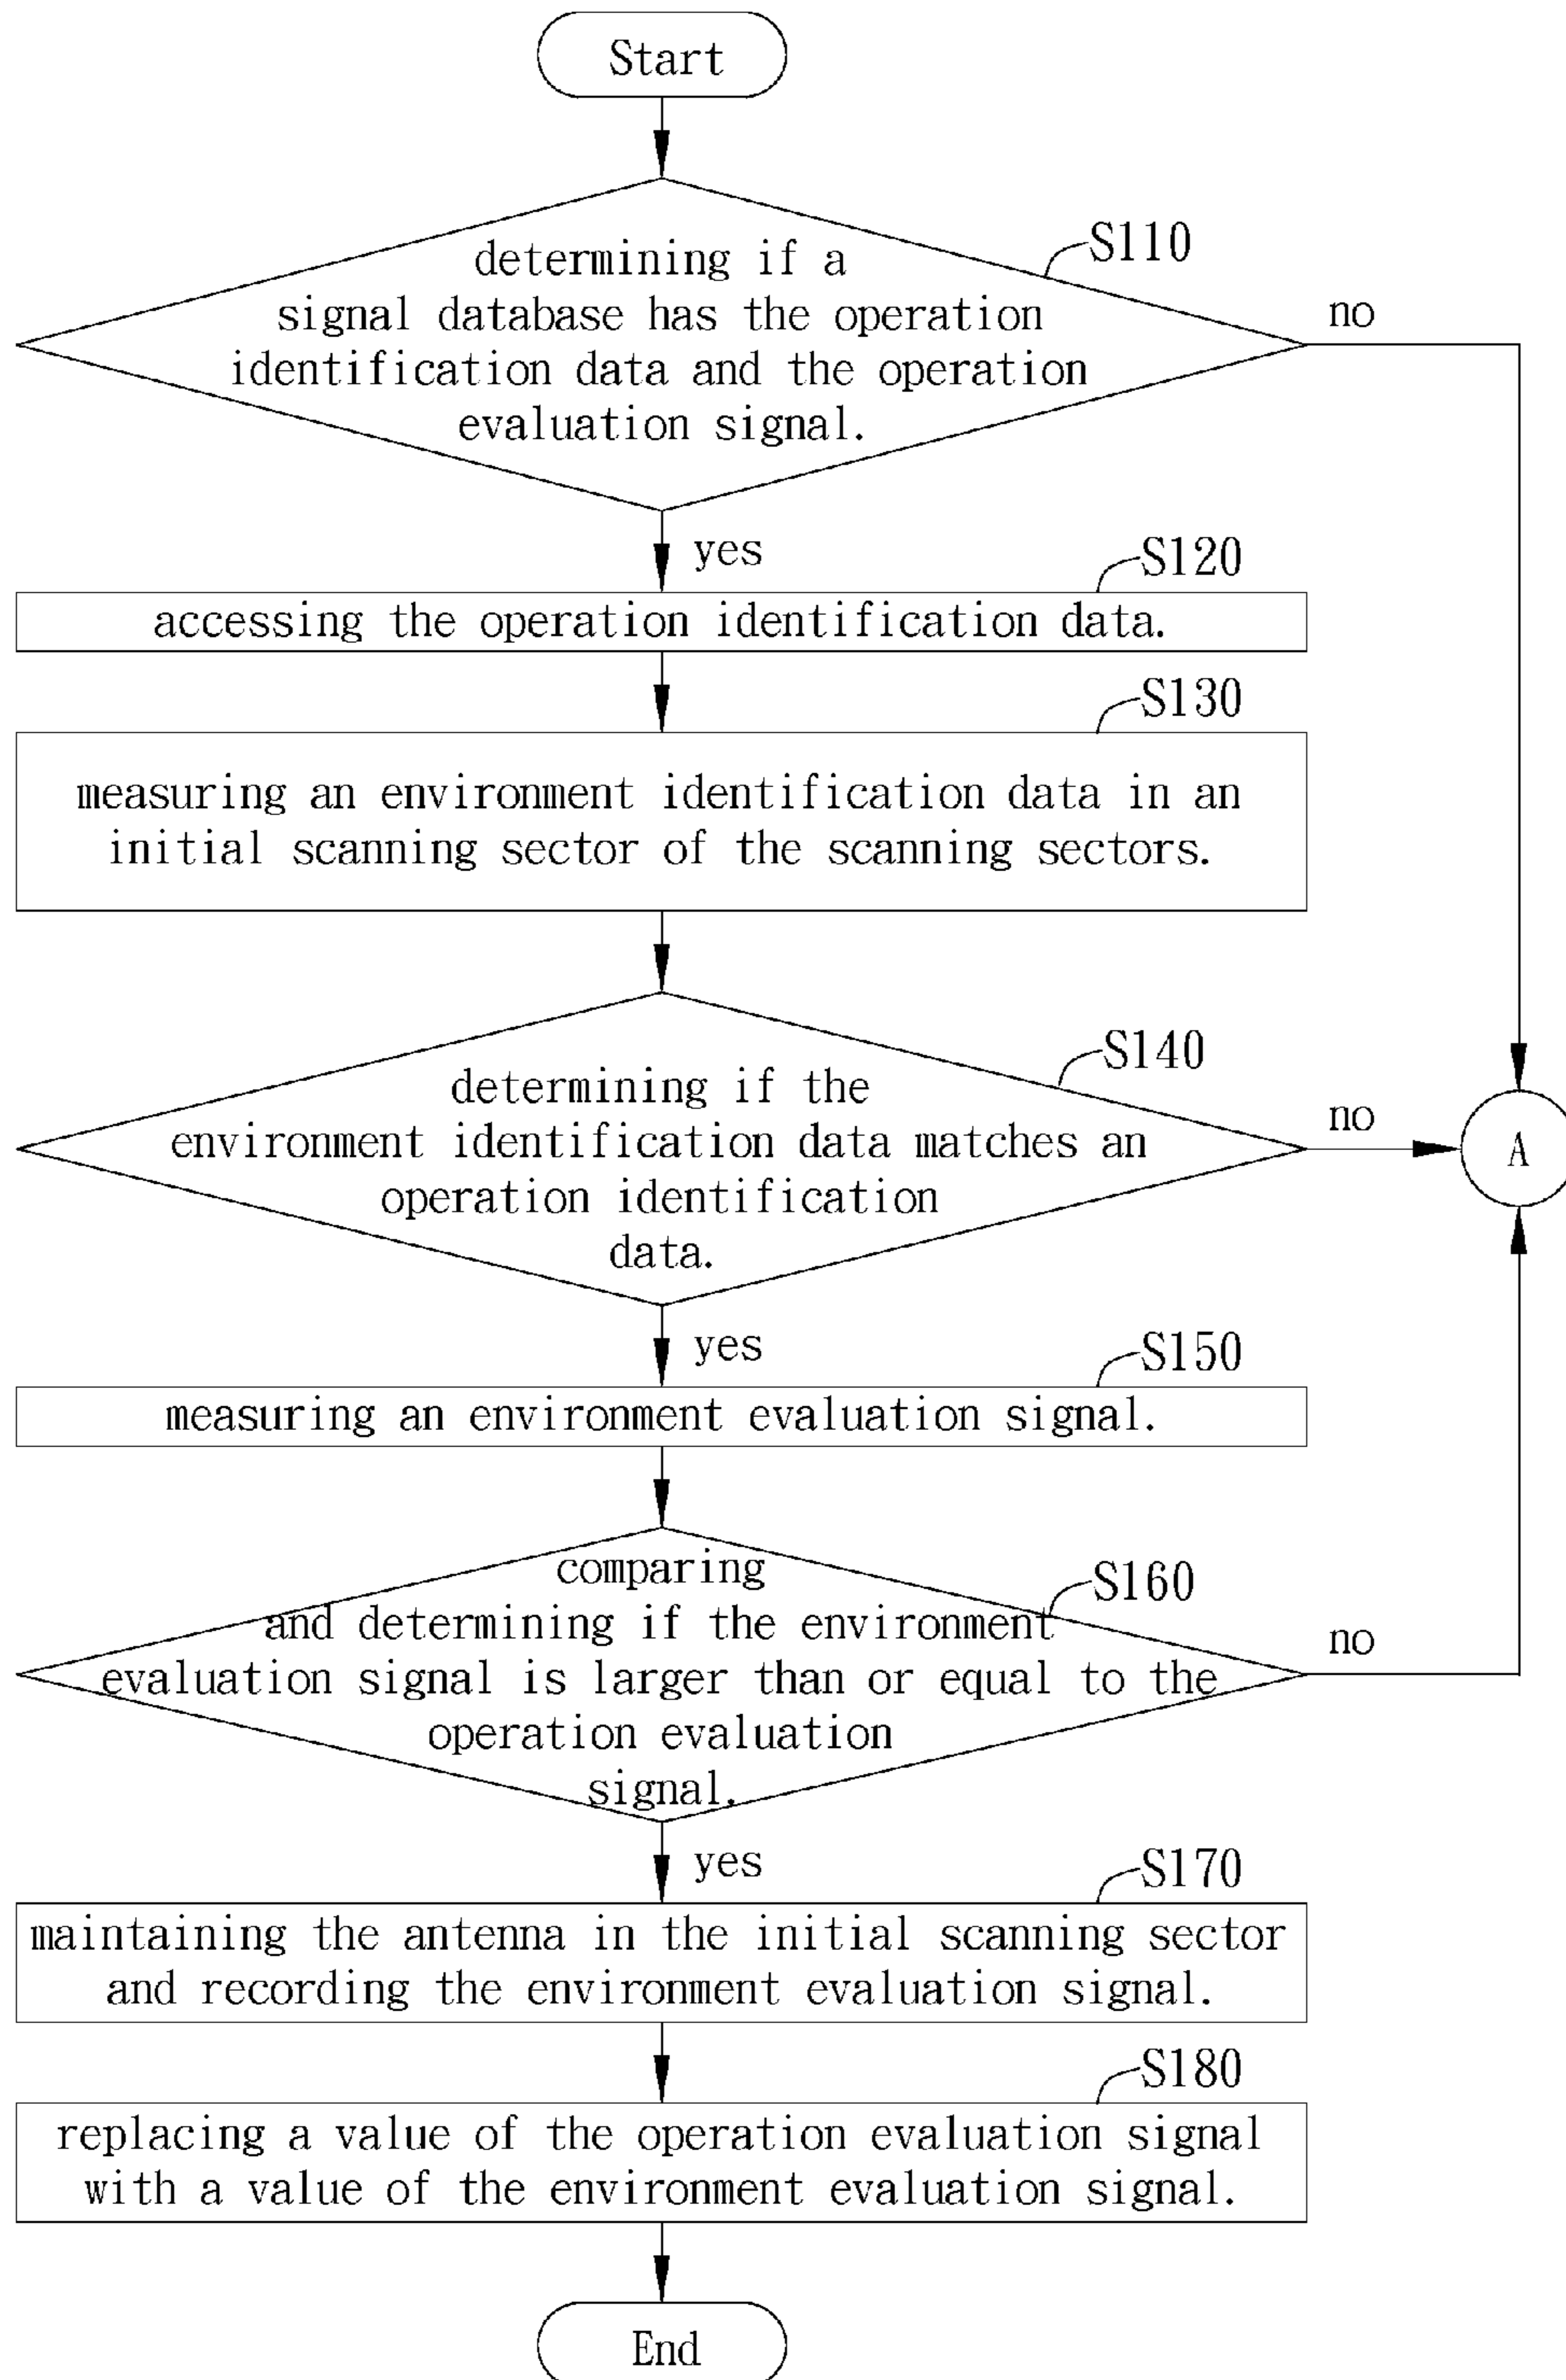 Start
S110
determining if a
signal database has the operation
identification data and the operation
evaluation signal.
no
yes
S120
accessing the operation identification data.
S130
measuring an environment identification data in an
initial scanning sector of the scanning sectors.
S140
determining if the
environment identification data matches an
operation identification
data.
no
A
yes
S150
measuring an environment evaluation signal.
S160
comparing
and determining if the environment
evaluation signal is larger than or equal to the
operation evaluation
signal.
no
yes
S170
maintaining the antenna in the initial scanning sector
and recording the environment evaluation signal.
S180
replacing a value of the operation evaluation signal
with a value of the environment evaluation signal.
End